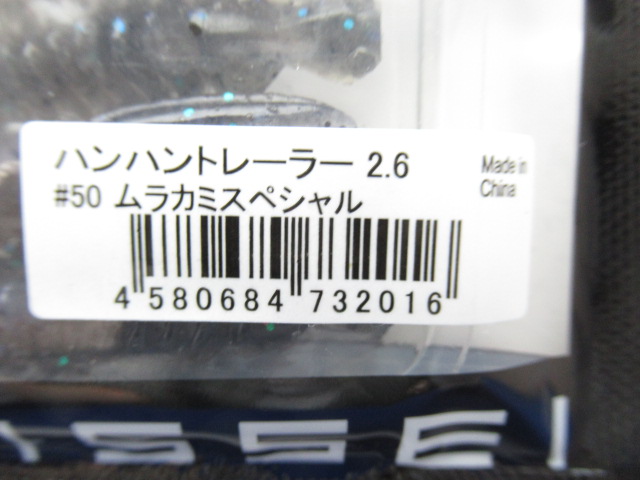 ハンハントレーラー 2.6
#50 ムラカミスペシャル
Made in
China
4 580684 732016
ISSEI